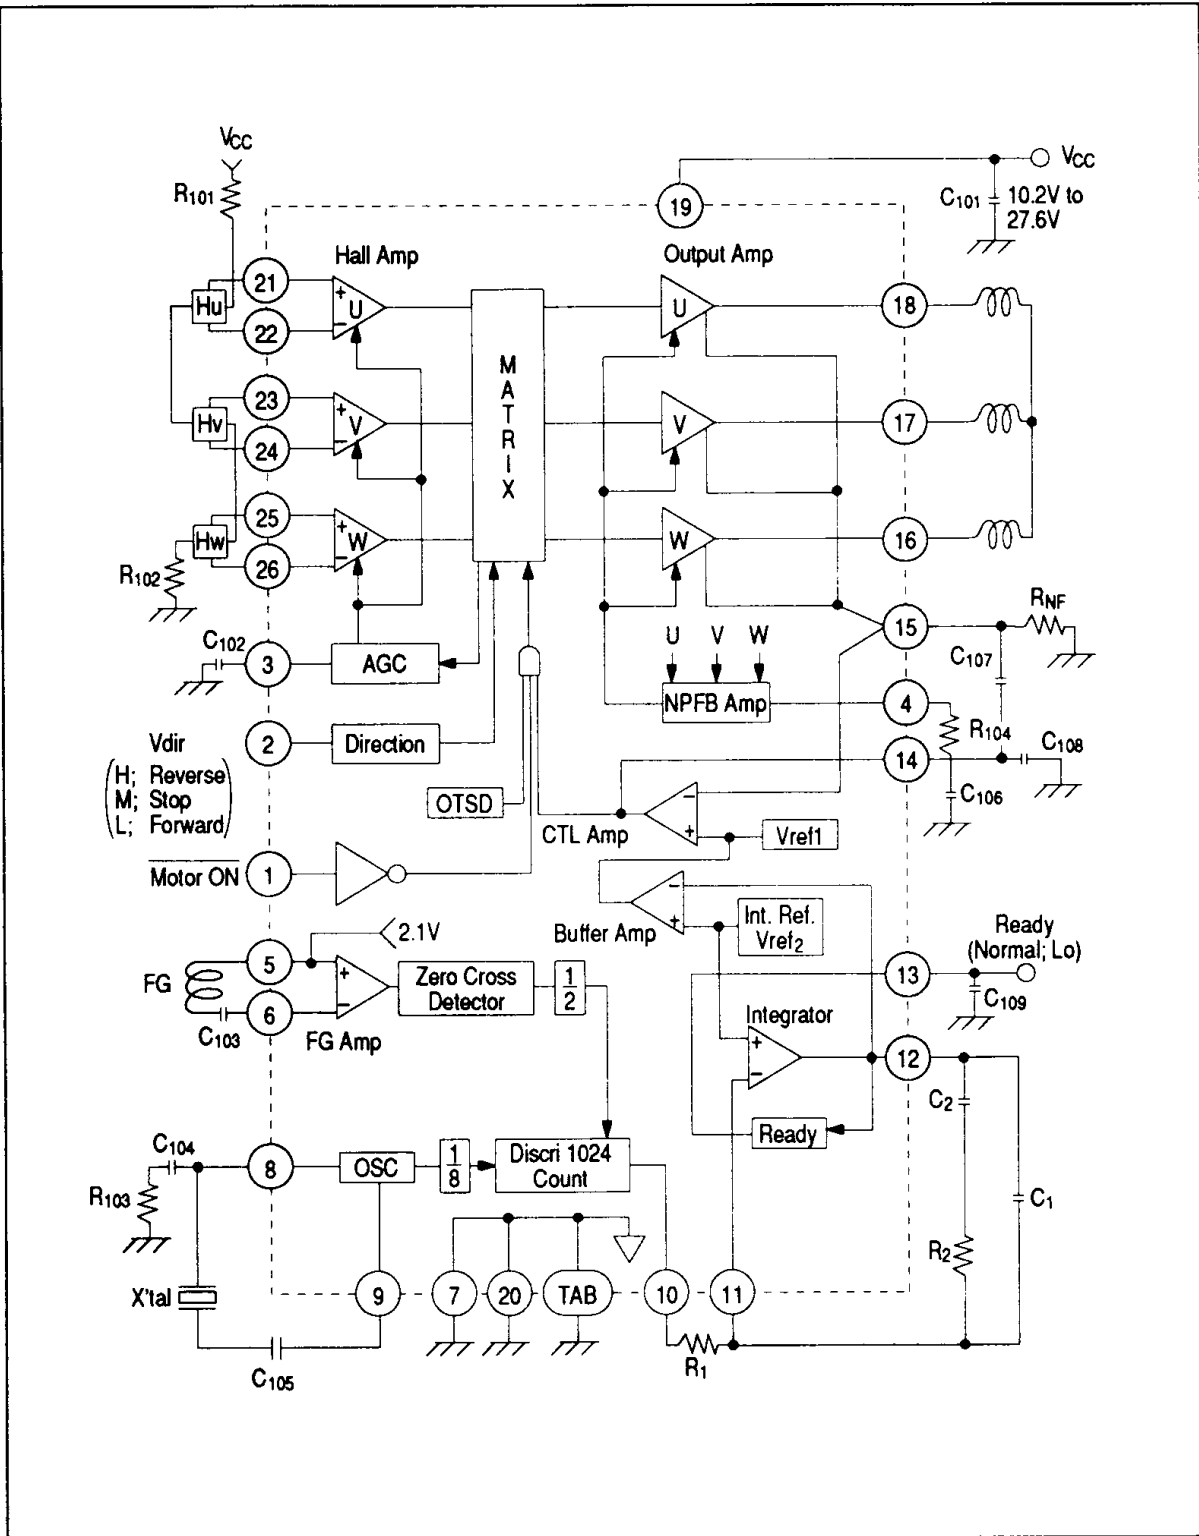 VCC
R101
VCC
19
C101
10.2V to
27.6V
Hall Amp
Output Amp
21
Hu
22
+
U
−
U
18
M
A
T
R
I
X
23
Hv
24
+
V
−
V
17
25
Hw
26
+
W
−
W
16
R102
C102
3
AGC
U V W
15
RNF
C107
NPFB Amp
4
R104
Vdir
2
Direction
14
C108
H; Reverse
M; Stop
L; Forward
OTSD
CTL Amp
−
+
Vref1
C106
Motor ON
1
Buffer Amp
−
+
Int. Ref.
Vref2
Ready
(Normal; Lo)
2.1V
FG
5
6
C103
+
−
FG Amp
Zero Cross
Detector
1
2
13
C109
Integrator
+
−
12
C2
C1
R2
Ready
C104
8
OSC
1
8
Discri 1024
Count
R103
X'tal
C105
9
7
20
TAB
10
11
R1